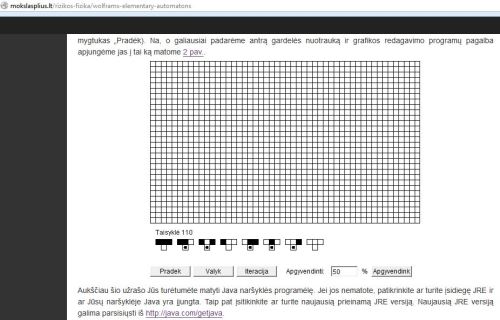 mokslasplius.lt/rizikos-fizika/wolframs-elementary-automatons
mygtukas „Pradėk). Na, o galiausiai padarėme antrą gardelės nuotrauką ir grafikos redagavimo programų pagalba
apjungėme jas į tai ką matome 2 pav..
Taisyklė 110
Pradėk Valyk Iteracija Apgyvendinti: 50 % Apgyvendink
Aukščiau šio užrašo Jūs turėtumėte matyti Java naršyklės programėlę. Jei jos nematote, patikrinkite ar turite įsidiegę JRE ir
ar Jūsų naršyklėje Java yra įjungta. Taip pat įsitikinkite ar turite naujausią prieinamą JRE versiją. Naujausią JRE versiją
galima parsisiųsti iš http://java.com/getjava.